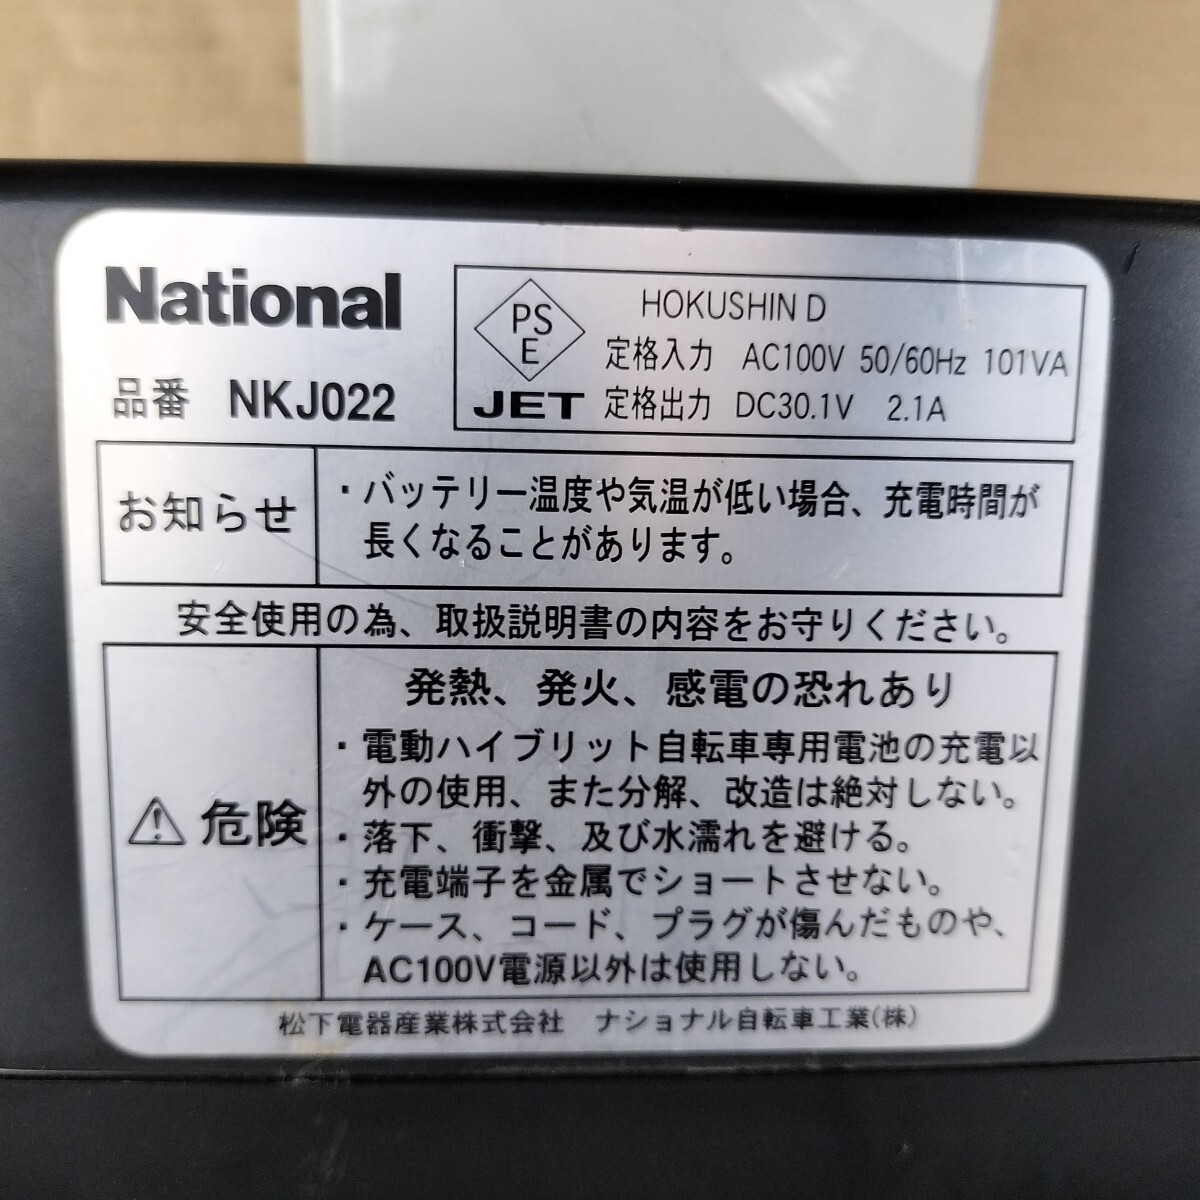 National
品番 NKJ022
PS
E
JET
HOKUSHIN D
定格入力 AC100V 50/60Hz 101VA
定格出力 DC30.1V 2.1A
お知らせ
・バッテリー温度や気温が低い場合、充電時間が
長くなることがあります。
安全使用の為、取扱説明書の内容をお守りください。
⚠危険
発熱、発火、感電の恐れあり
・電動ハイブリット自転車専用電池の充電以
外の使用、また分解、改造は絶対しない。
・落下、衝撃、及び水濡れを避ける。
・充電端子を金属でショートさせない。
・ケース、コード、プラグが傷んだものや、
AC100V電源以外は使用しない。
松下電器産業株式会社 ナショナル自転車工業(株)